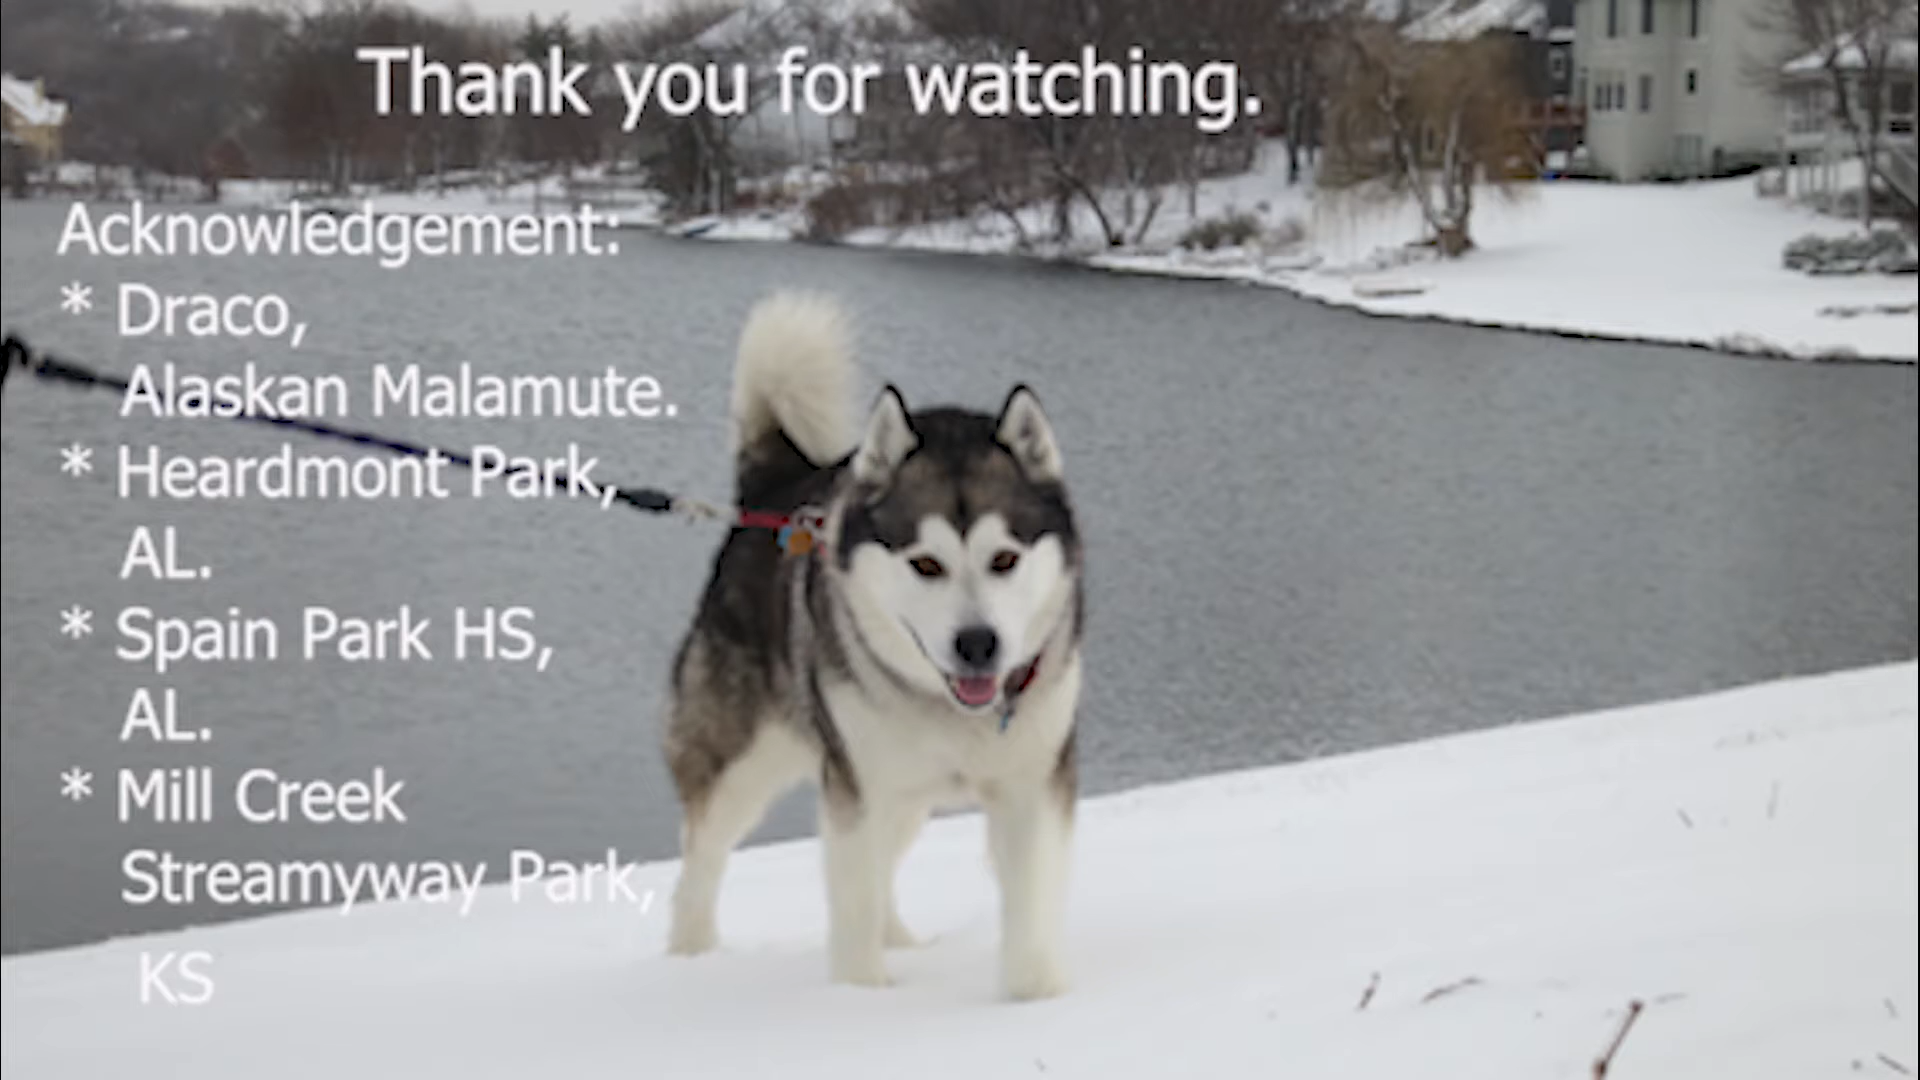 Thank you for watching.
Acknowledgement:
* Draco,
Alaskan Malamute.
* Heardmont Park,
AL.
* Spain Park HS,
AL.
* Mill Creek
Streamyway Park,
KS